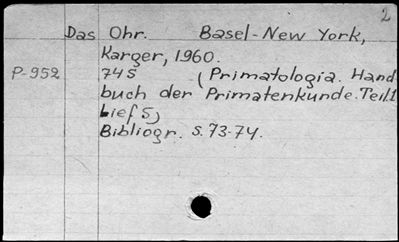 2
Das Ohr. Basel-New York,
Karger, 1960.
P-952 74 S (Primatologia. Hand
buch der Primatenkunde. Teil.1
Lief 5)
Bibliogr. S. 73-74.